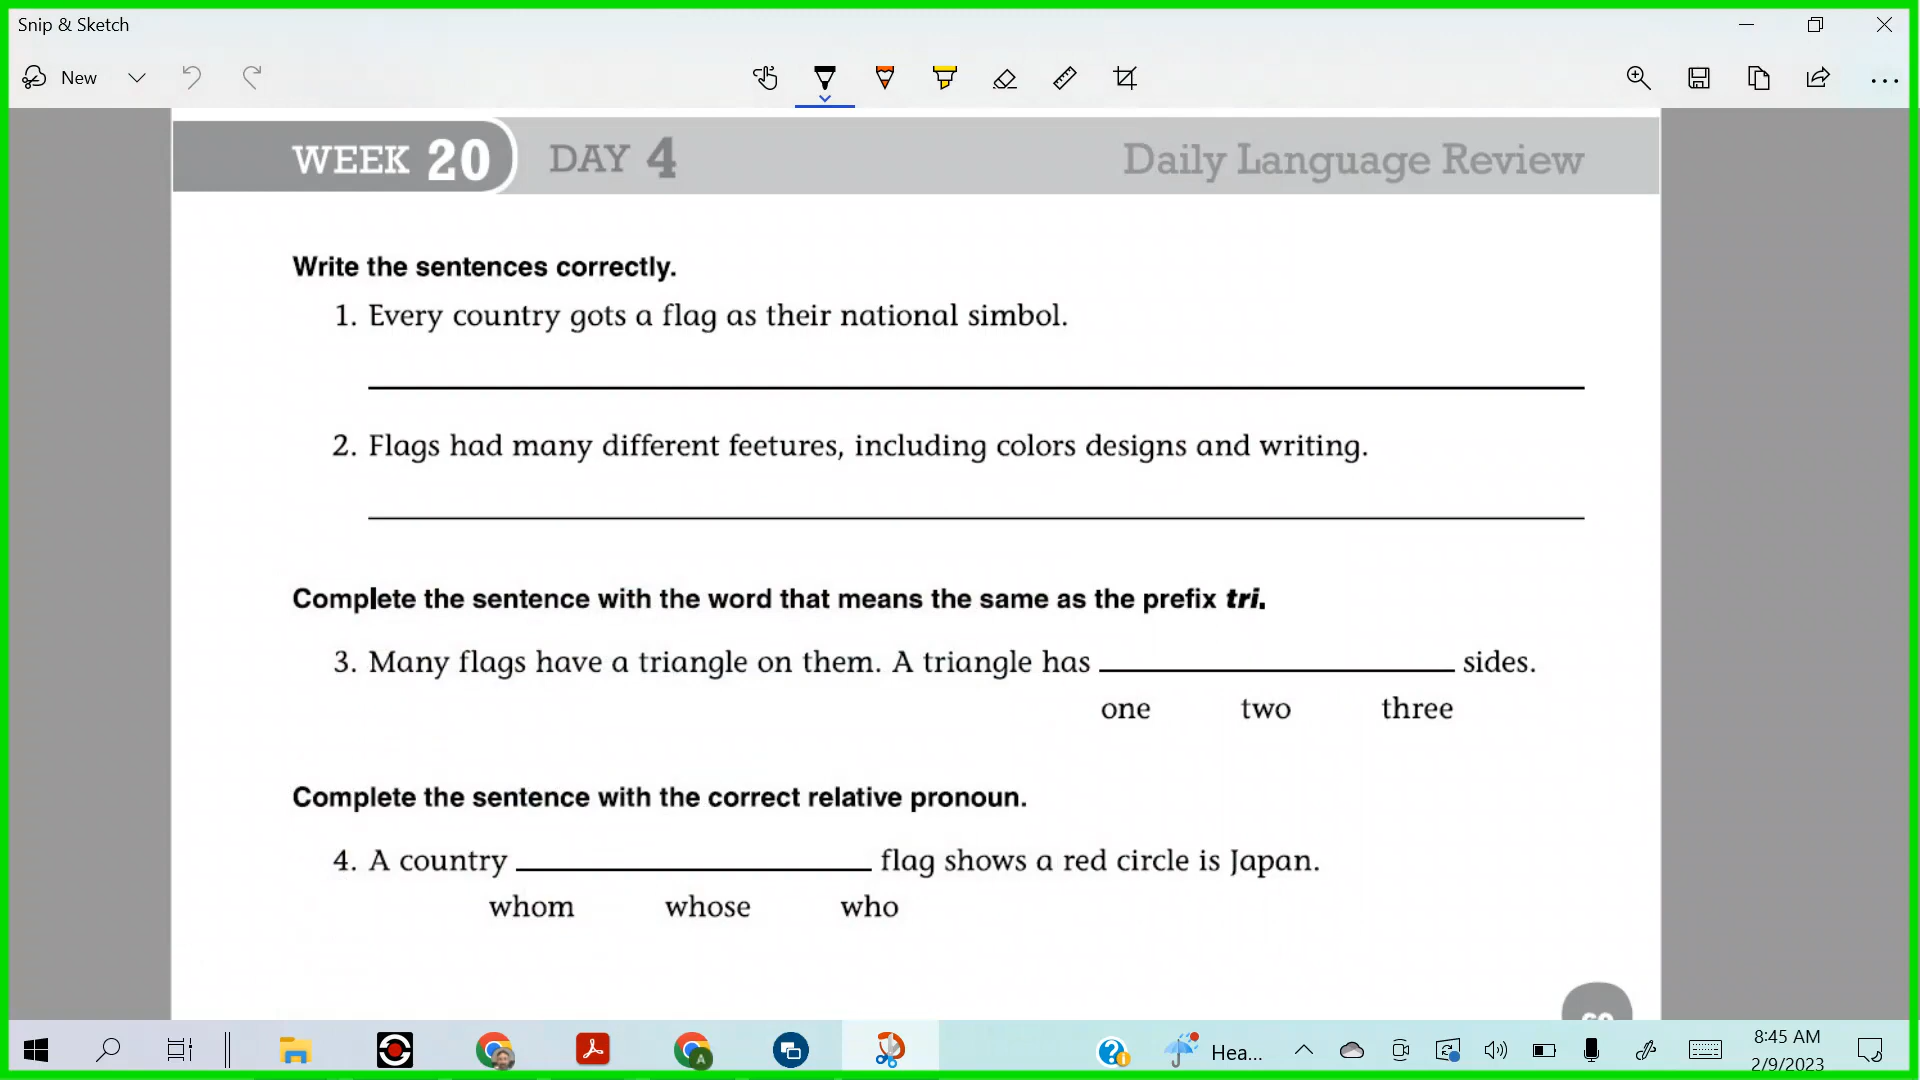 Snip & Sketch
New
WEEK 20 DAY 4 Daily Language Review
Write the sentences correctly.
1. Every country gots a flag as their national simbol.
2. Flags had many different feetures, including colors designs and writing.
Complete the sentence with the word that means the same as the prefix tri.
3. Many flags have a triangle on them. A triangle has ____ sides.
one two three
Complete the sentence with the correct relative pronoun.
4. A country ____ flag shows a red circle is Japan.
whom whose who
A
Hea...
8:45 AM
2/9/2023